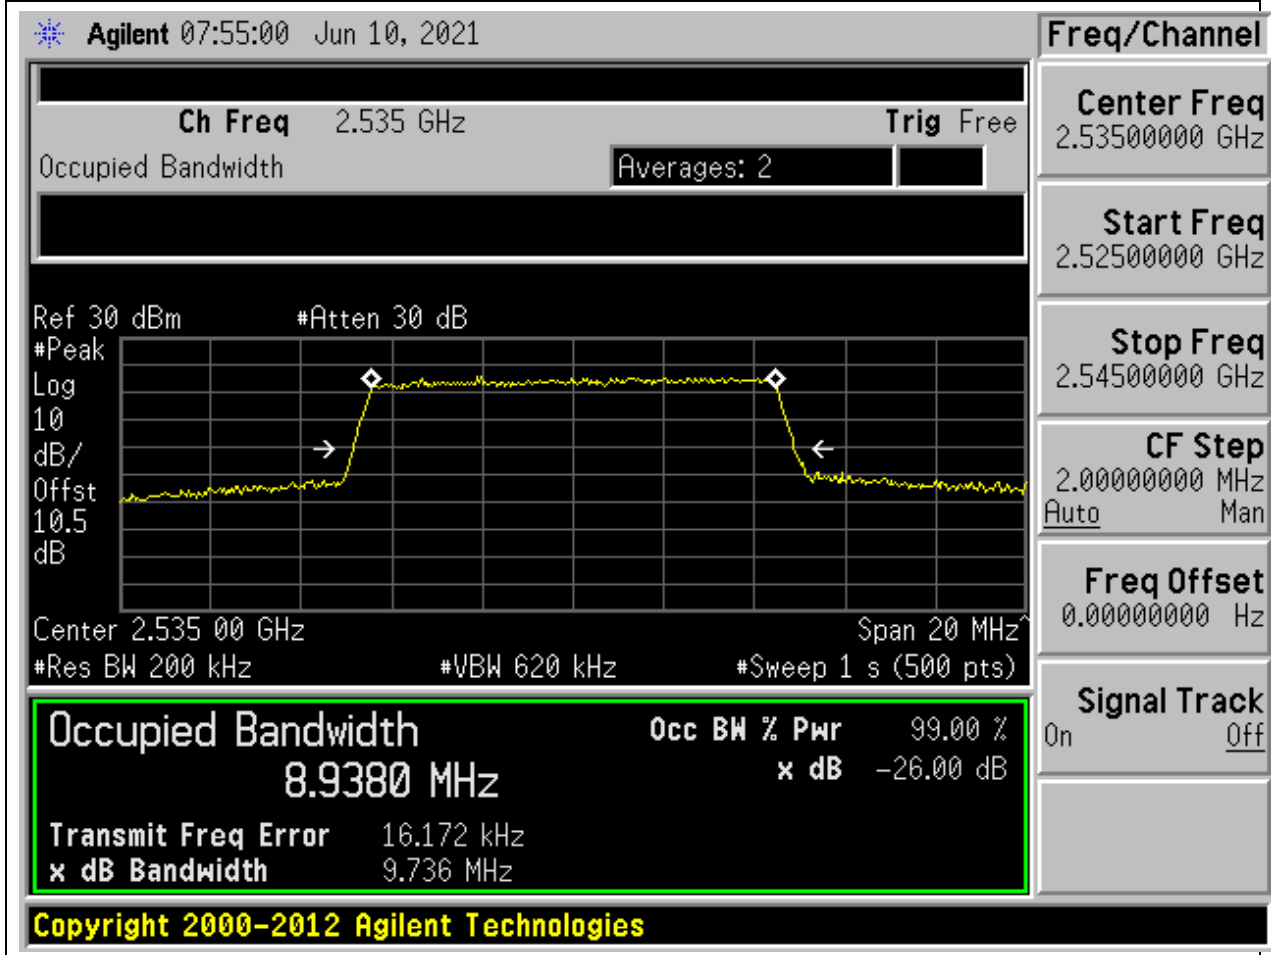 Agilent 07:55:00 Jun 10, 2021
Freq/Channel
Ch Freq 2.535 GHz Trig Free
Occupied Bandwidth Averages: 2
Ref 30 dBm #Atten 30 dB
#Peak
Log
10
dB/
Offst
10.5
dB
Center 2.535 00 GHz Span 20 MHz^
#Res BW 200 kHz #VBW 620 kHz #Sweep 1 s (500 pts)
Occupied Bandwidth
8.9380 MHz
Occ BW % Pwr 99.00 %
x dB -26.00 dB
Transmit Freq Error 16.172 kHz
x dB Bandwidth 9.736 MHz
Center Freq
2.53500000 GHz
Start Freq
2.52500000 GHz
Stop Freq
2.54500000 GHz
CF Step
2.00000000 MHz
Auto Man
Freq Offset
0.00000000 Hz
Signal Track
On Off
Copyright 2000-2012 Agilent Technologies